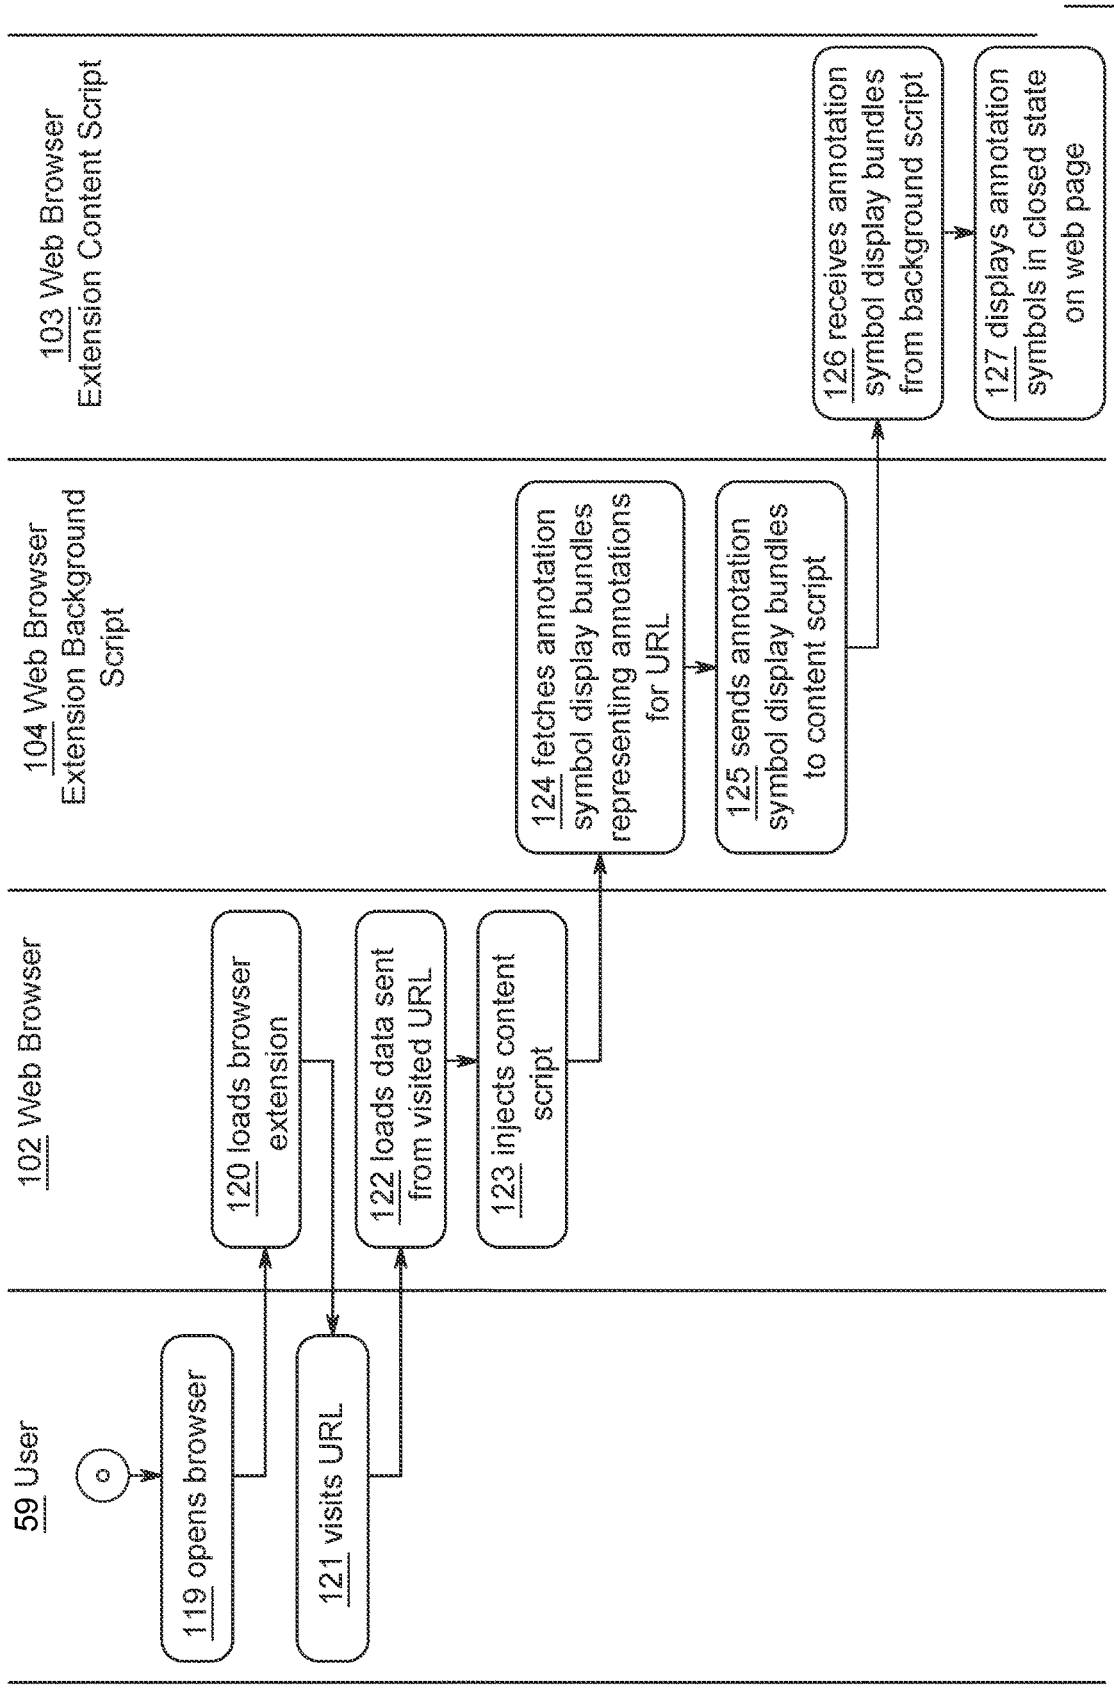 59 User
119 opens browser
121 visits URL
102 Web Browser
120 loads browser
extension
122 loads data sent
from visited URL
123 injects content
script
104 Web Browser
Extension Background
Script
124 fetches annotation
symbol display bundles
representing annotations
for URL
125 sends annotation
symbol display bundles
to content script
103 Web Browser
Extension Content Script
126 receives annotation
symbol display bundles
from background script
127 displays annotation
symbols in closed state
on web page